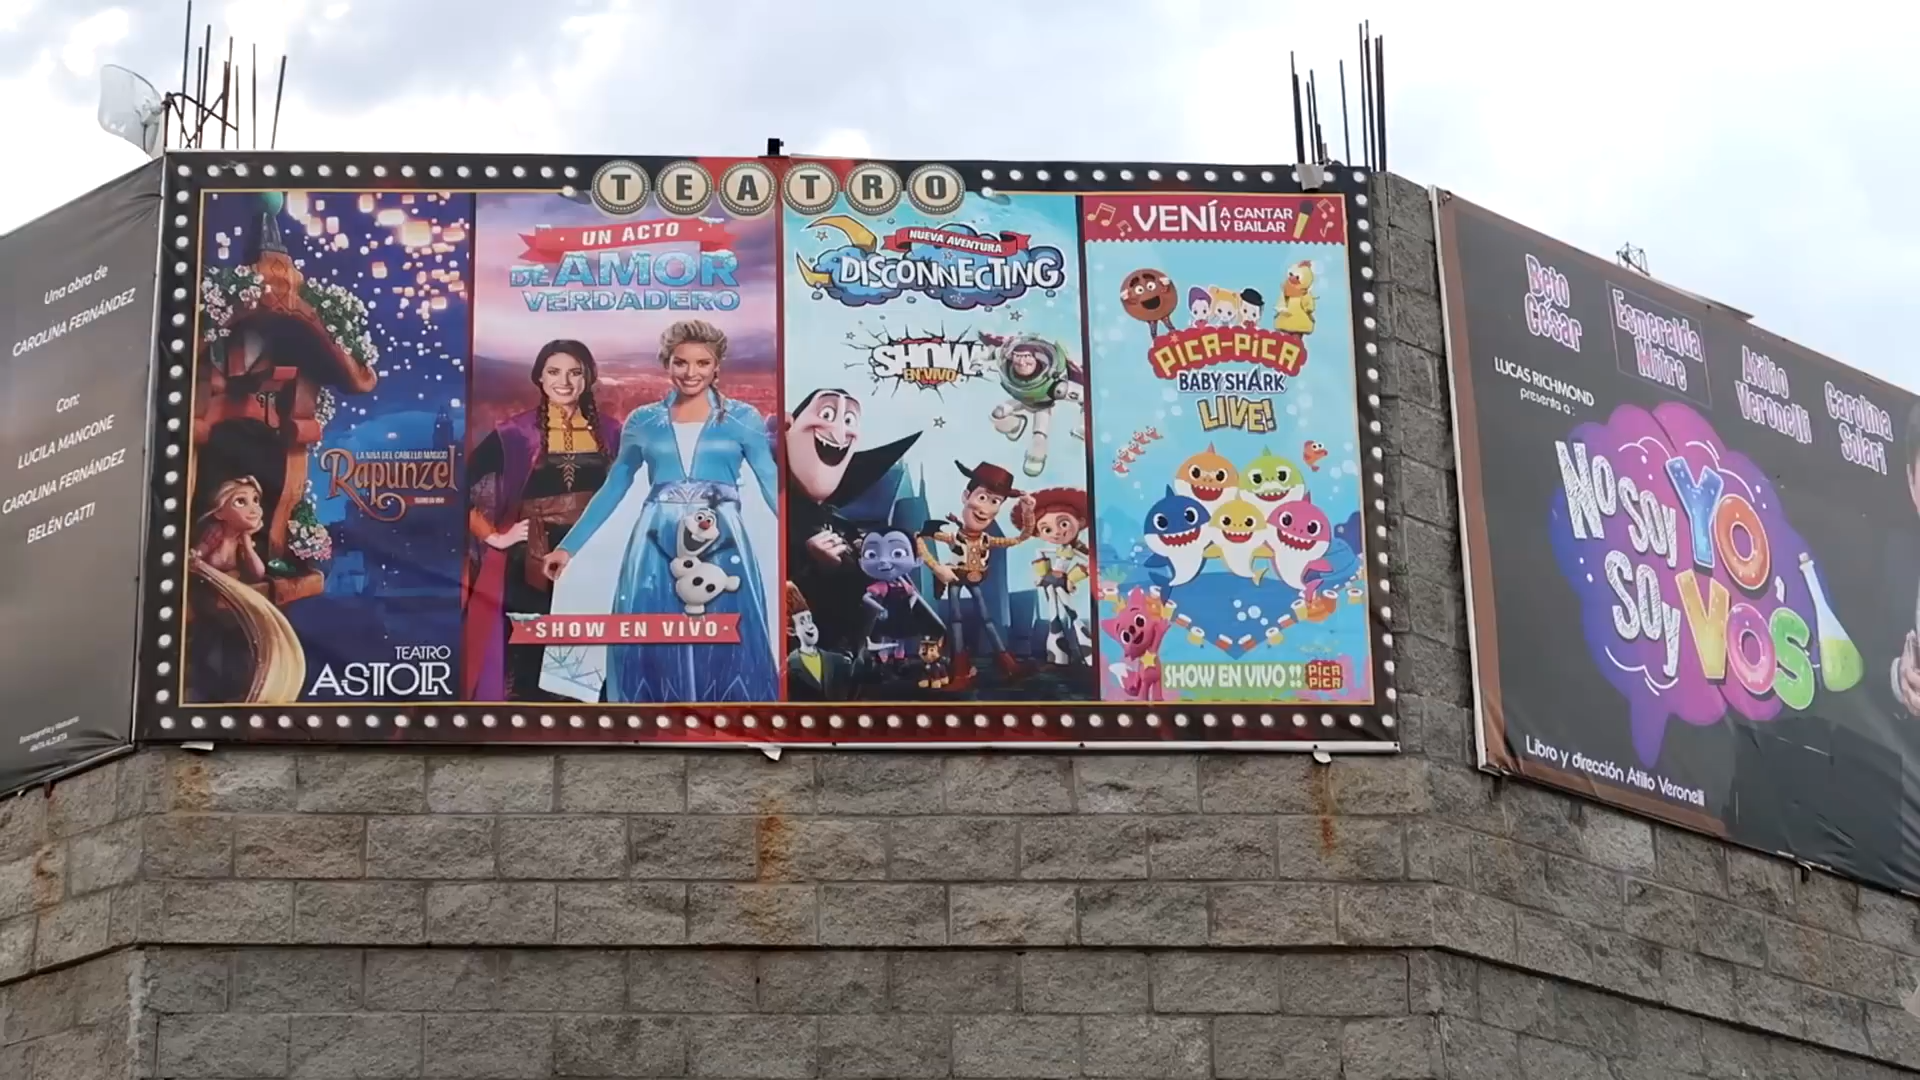 Una obra de
CAROLINA FERNÁNDEZ
Con:
LUCILA MANGONE
CAROLINA FERNÁNDEZ
BELÉN GATTI
TEATRO
LA NIÑA DEL CABELLO MAGICO
Rapunzel
TEATRO
ASTOR
UN ACTO
DE AMOR
VERDADERO
SHOW EN VIVO
NUEVA AVENTURA
DISCONNECTING
SHOW
EN VIVO
VENÍ A CANTAR
Y BAILAR
PICA-PICA
BABY SHARK
LIVE!
SHOW EN VIVO !! PICA
PICA
Beto
César
Esmeralda
Mitre
Atilio
Veronelli
Carolina
Solari
LUCAS RICHMOND
presenta a:
No soy
YO,
SOY
VOS
Libro y dirección Atilio Veronelli